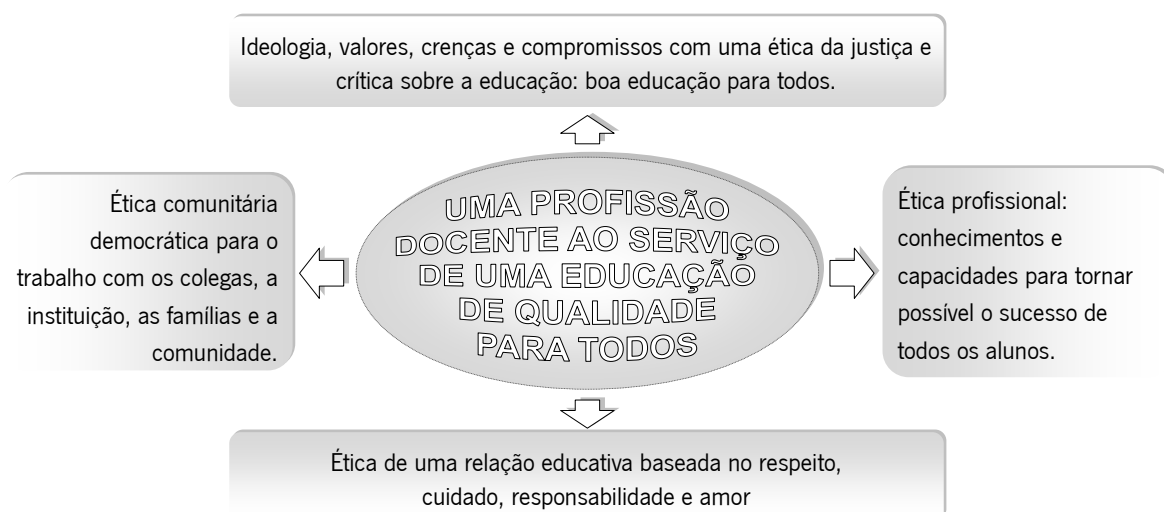 Ideologia, valores, crenças e compromissos com uma ética da justiça e
crítica sobre a educação: boa educação para todos.
Ética comunitária
democrática para o
trabalho com os colegas, a
instituição, as famílias e a
comunidade.
UMA PROFISSÃO
DOCENTE AO SERVIÇO
DE UMA EDUCAÇÃO
DE QUALIDADE
PARA TODOS
Ética profissional:
conhecimentos e
capacidades para tornar
possível o sucesso de
todos os alunos.
Ética de uma relação educativa baseada no respeito,
cuidado, responsabilidade e amor